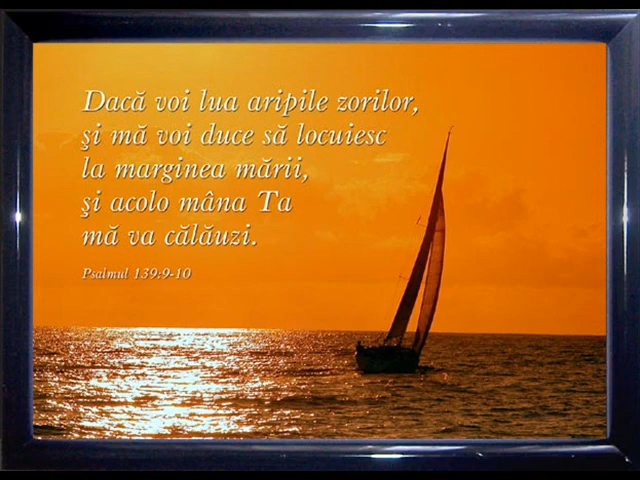 Dacă voi lua aripile zorilor,
şi mă voi duce să locuiesc
la marginea mării,
şi acolo mâna Ta
mă va călăuzi.
Psalmul 139:9-10